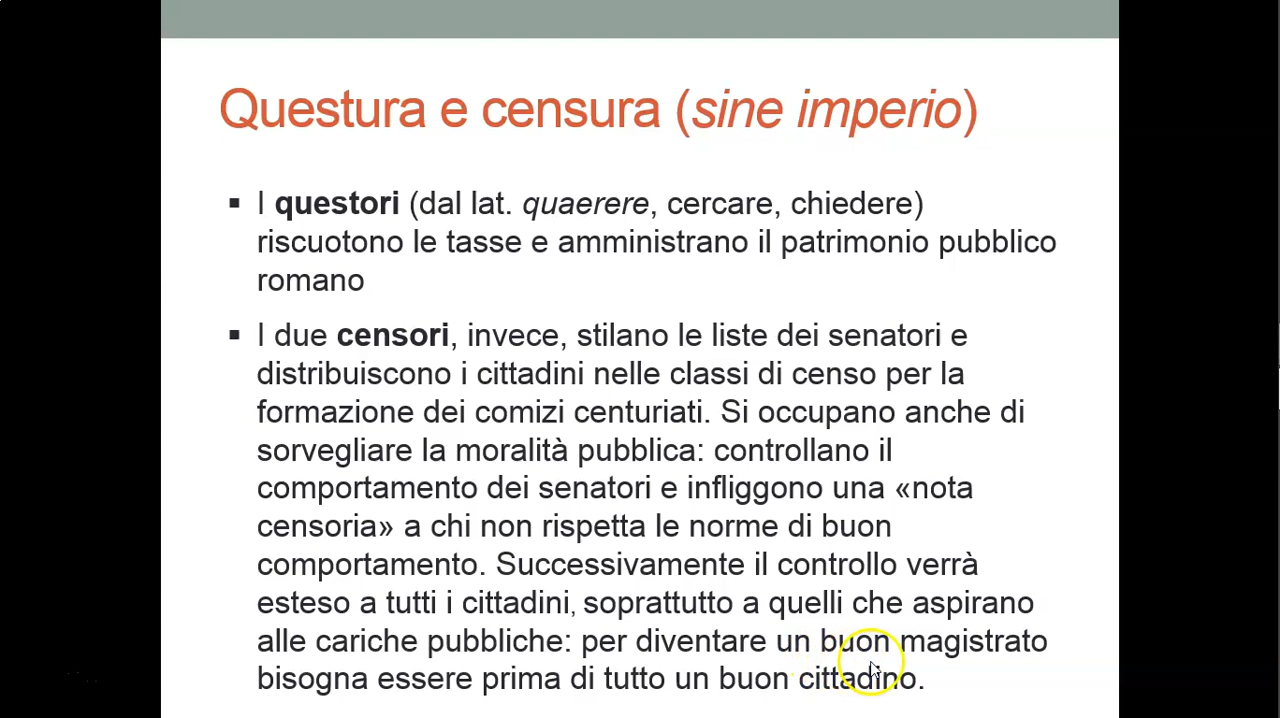 Questura e censura (sine imperio)
▪ I questori (dal lat. quaerere, cercare, chiedere)
riscuotono le tasse e amministrano il patrimonio pubblico
romano
▪ I due censori, invece, stilano le liste dei senatori e
distribuiscono i cittadini nelle classi di censo per la
formazione dei comizi centuriati. Si occupano anche di
sorvegliare la moralità pubblica: controllano il
comportamento dei senatori e infliggono una «nota
censoria» a chi non rispetta le norme di buon
comportamento. Successivamente il controllo verrà
esteso a tutti i cittadini, soprattutto a quelli che aspirano
alle cariche pubbliche: per diventare un buon magistrato
bisogna essere prima di tutto un buon cittadino.